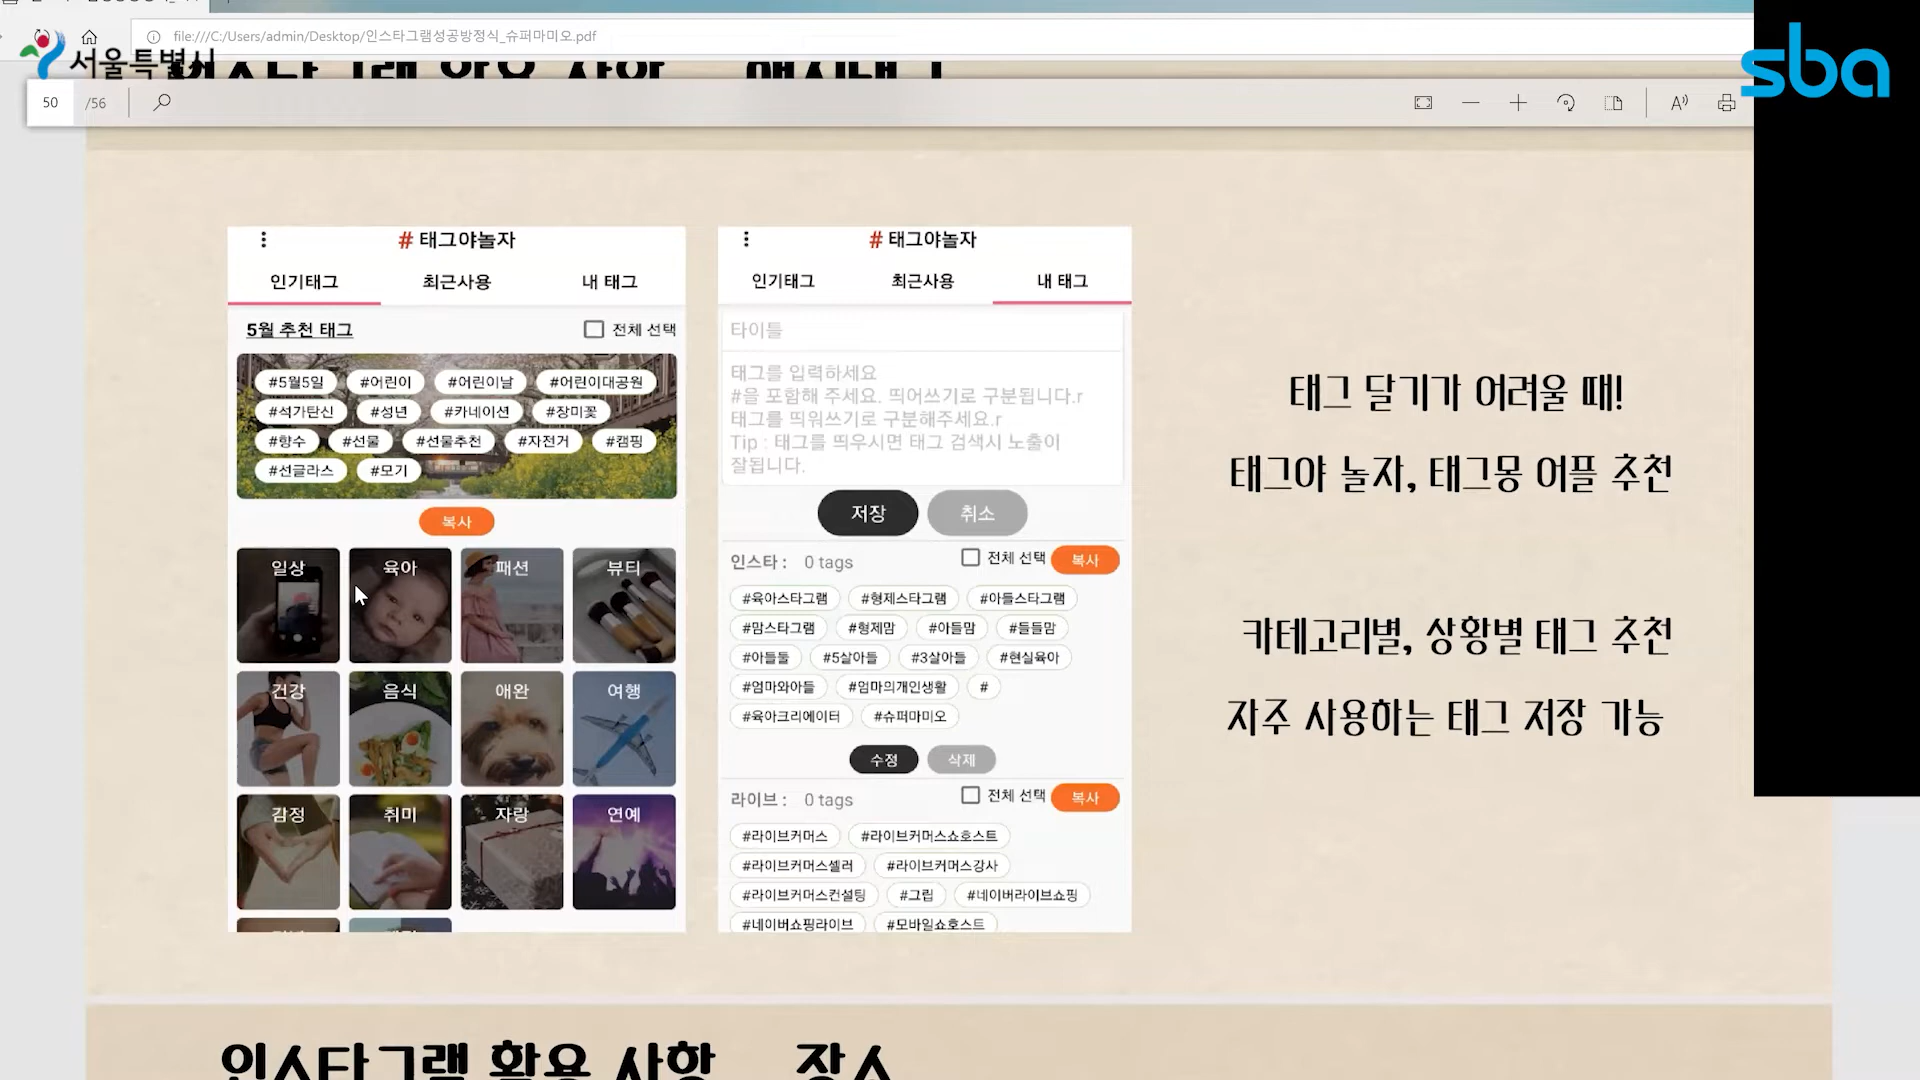 file:///C:/Users/admin/Desktop/인스타그램성공방정식_슈퍼마미오.pdf
서울특별시
sba
50 /56
# 태그야놀자
인기태그 최근사용 내 태그
5월 추천 태그 전체 선택
#5월5일 #어린이 #어린이날 #어린이대공원
#석가탄신 #성년 #카네이션 #장미꽃
#향수 #선물 #선물추천 #자전거 #캠핑
#선글라스 #모기
복사
일상 육아 패션 뷰티
건강 음식 애완 여행
감정 취미 자랑 연예
# 태그야놀자
인기태그 최근사용 내 태그
타이틀
태그를 입력하세요
#을 포함해 주세요. 띄어쓰기로 구분됩니다.r
태그를 띄워쓰기로 구분해주세요.r
Tip : 태그를 띄우시면 태그 검색시 노출이
잘됩니다.
저장 취소
인스타 : 0 tags 전체 선택 복사
#육아스타그램 #형제스타그램 #아들스타그램
#맘스타그램 #형제맘 #아들맘 #들들맘
#아들둘 #5살아들 #3살아들 #현실육아
#엄마와아들 #엄마의개인생활 #
#육아크리에이터 #슈퍼마미오
수정 삭제
라이브 : 0 tags 전체 선택 복사
#라이브커머스 #라이브커머스쇼호스트
#라이브커머스셀러 #라이브커머스강사
#라이브커머스컨설팅 #그립 #네이버라이브쇼핑
#네이버쇼핑라이브 #모바일쇼호스트
태그 달기가 어려울 때!
태그야 놀자, 태그몽 어플 추천
카테고리별, 상황별 태그 추천
자주 사용하는 태그 저장 가능
인스타그램 활용 사항 장소